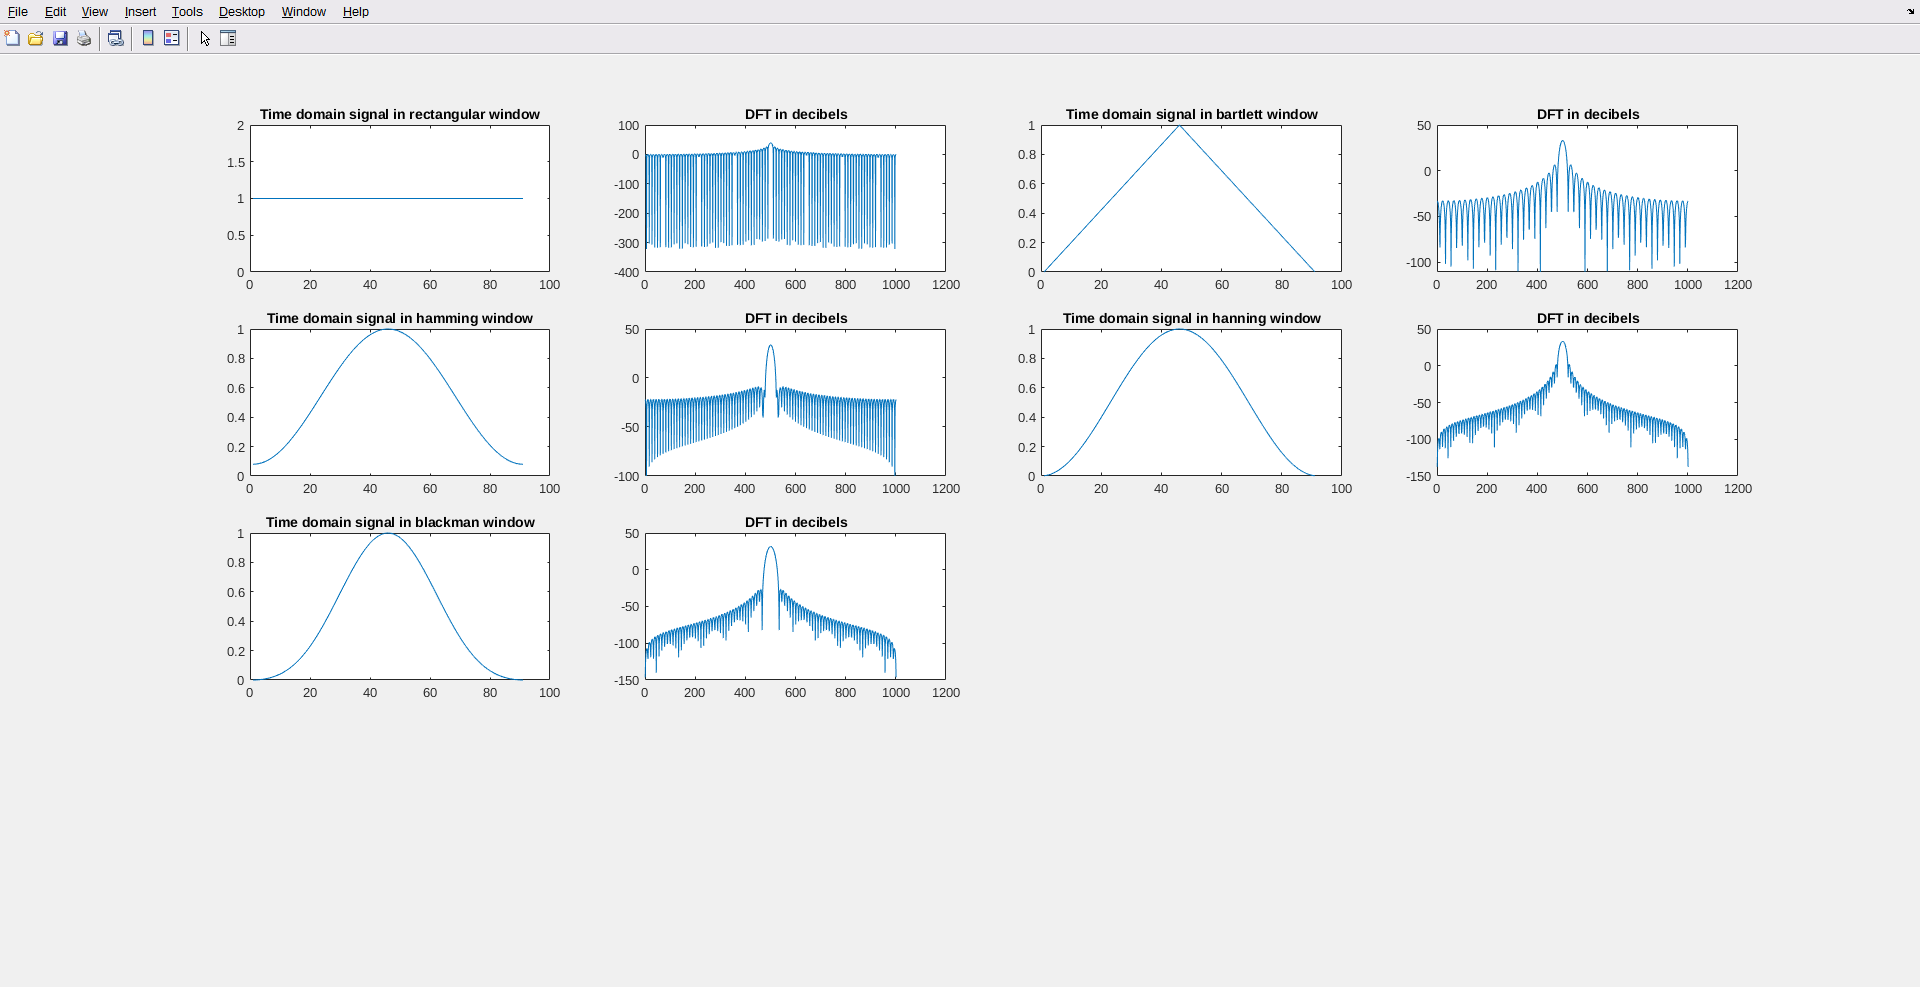 File Edit View Insert Tools Desktop Window Help
Time domain signal in rectangular window
2
1.5
1
0.5
0
0 20 40 60 80 100
DFT in decibels
100
0
-100
-200
-300
-400
0 200 400 600 800 1000 1200
Time domain signal in bartlett window
1
0.8
0.6
0.4
0.2
0
0 20 40 60 80 100
DFT in decibels
50
0
-50
-100
0 200 400 600 800 1000 1200
Time domain signal in hamming window
1
0.8
0.6
0.4
0.2
0
0 20 40 60 80 100
DFT in decibels
50
0
-50
-100
0 200 400 600 800 1000 1200
Time domain signal in hanning window
1
0.8
0.6
0.4
0.2
0
0 20 40 60 80 100
DFT in decibels
50
0
-50
-100
-150
0 200 400 600 800 1000 1200
Time domain signal in blackman window
1
0.8
0.6
0.4
0.2
0
0 20 40 60 80 100
DFT in decibels
50
0
-50
-100
-150
0 200 400 600 800 1000 1200